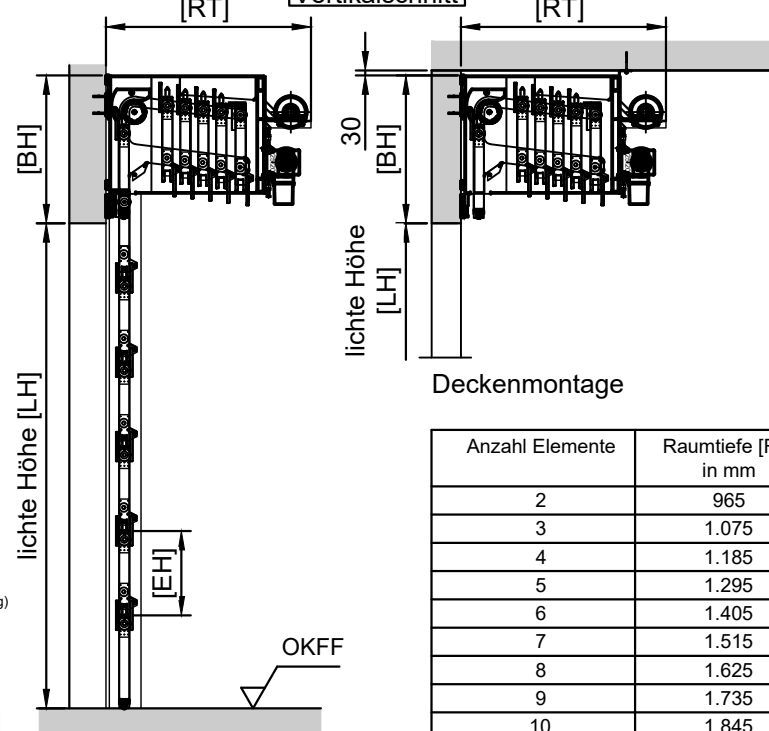 Vertikalschnitt
[RT]
[RT]
[BH]
30
[BH]
lichte Höhe
[LH]
lichte Höhe [LH]
[EH]
OKFF
Deckenmontage
Anzahl Elemente Raumtiefe
in mm
2 965
3 1.075
4 1.185
5 1.295
6 1.405
7 1.515
8 1.625
9 1.735
10 1.845